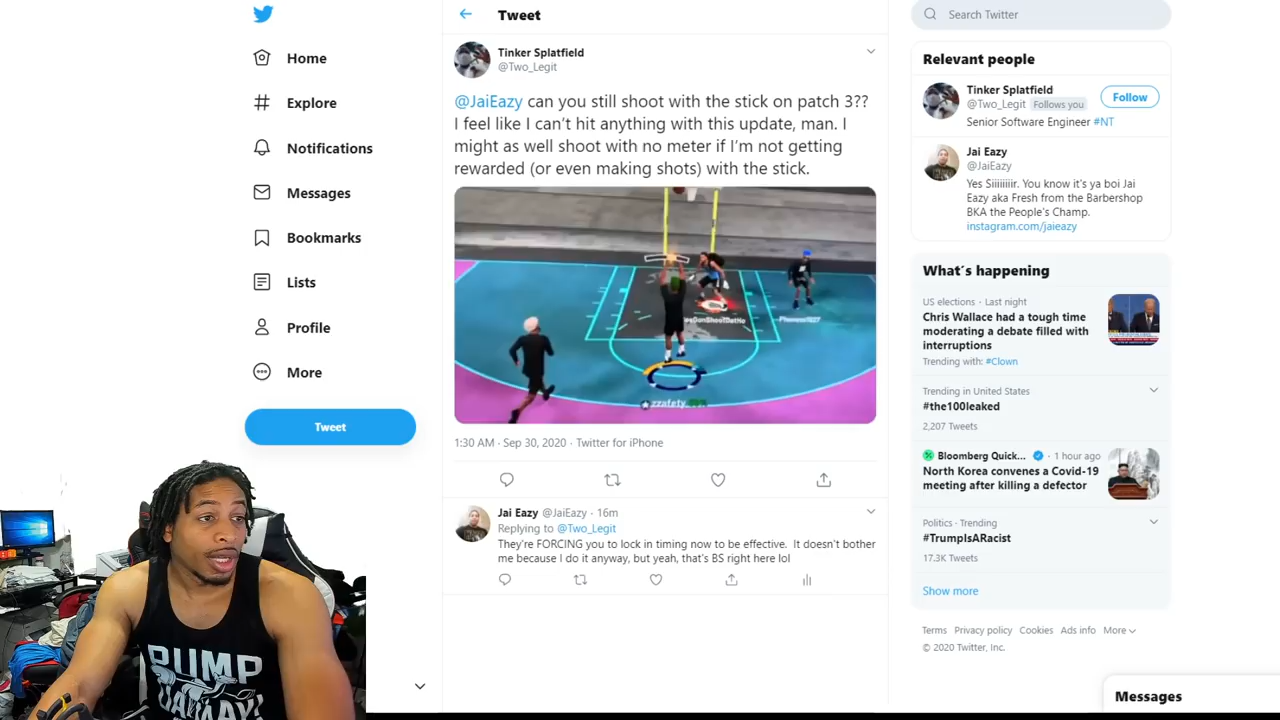 Home
Explore
Notifications
Messages
Bookmarks
Lists
Profile
More
Tweet
Tweet
Tinker Splatfield
@Two_Legit
@JaiEazy can you still shoot with the stick on patch 3??
I feel like I can't hit anything with this update, man. I
might as well shoot with no meter if I'm not getting
rewarded (or even making shots) with the stick.
1:30 AM · Sep 30, 2020 · Twitter for iPhone
Jai Eazy @JaiEazy · 16m
Replying to @Two_Legit
They're FORCING you to lock in timing now to be effective. It doesn't bother
me because I do it anyway, but yeah, that's BS right here lol
Search Twitter
Relevant people
Tinker Splatfield
@Two_Legit Follows you
Follow
Senior Software Engineer #NT
Jai Eazy
@JaiEazy
Yes Siiiiiiiir. You know it's ya boi Jai
Eazy aka Fresh from the Barbershop
BKA the People's Champ.
instagram.com/jaieazy
What's happening
US elections · Last night
Chris Wallace had a tough time
moderating a debate filled with
interruptions
Trending with: #Clown
Trending in United States
#the100leaked
2,207 Tweets
Bloomberg Quick... · 1 hour ago
North Korea convenes a Covid-19
meeting after killing a defector
Politics · Trending
#TrumpIsARacist
17.3K Tweets
Show more
Terms Privacy policy Cookies Ads info More
© 2020 Twitter, Inc.
Messages
PUMP